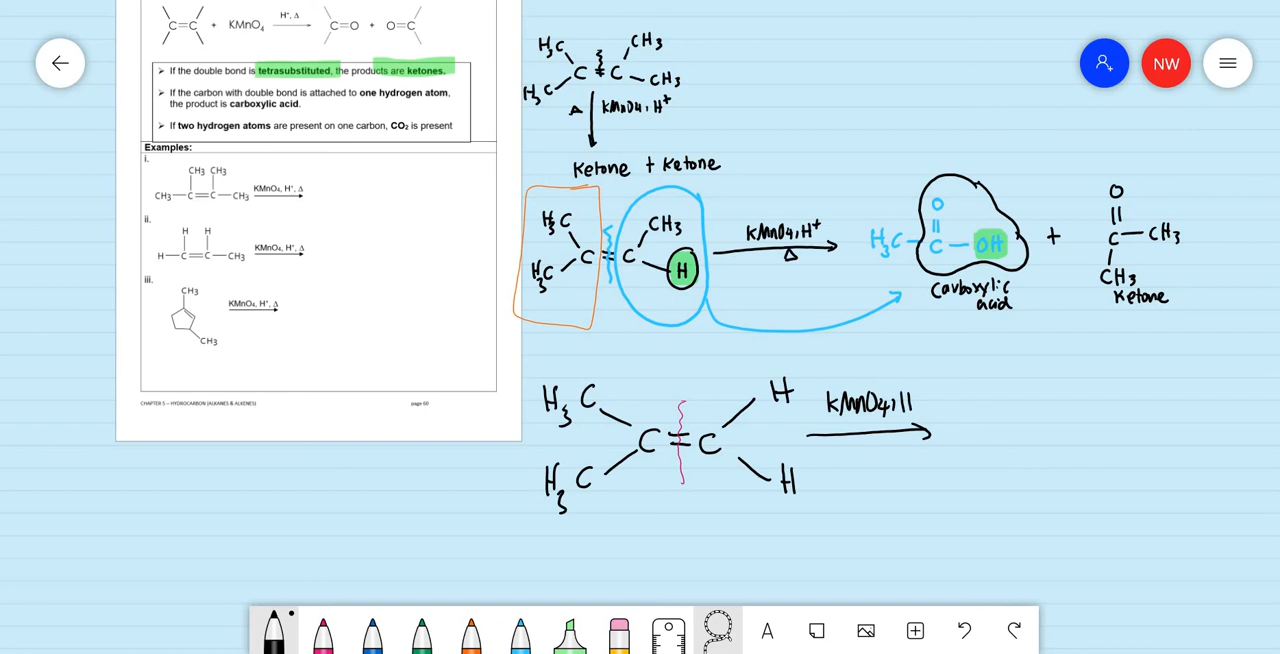 C=C + KMnO₄ H⁺, Δ C=O + O=C
➢ If the double bond is tetrasubstituted, the products are ketones.
➢ If the carbon with double bond is attached to one hydrogen atom,
the product is carboxylic acid.
➢ If two hydrogen atoms are present on one carbon, CO₂ is present
Examples:
i.
CH3 CH3
CH3—C=C—CH3 KMnO₄, H⁺, Δ
ii.
H H
H—C=C—CH3 KMnO₄, H⁺, Δ
iii.
CH3
KMnO₄, H⁺, Δ
CH3
CHAPTER 5 – HYDROCARBON (ALKANES & ALKENES) page 60
H₃C CH3
C=C
H₃C CH3
Δ KMnO4, H⁺
Ketone + Ketone
H₃C CH3
C=C
H₃C H
KMnO4, H⁺
Δ
O
H₃C—C—OH
Carboxylic
acid
+
O
C—CH3
CH3
Ketone
H₃C H
C=C
H₃C H
KMnO4, H
NW
A